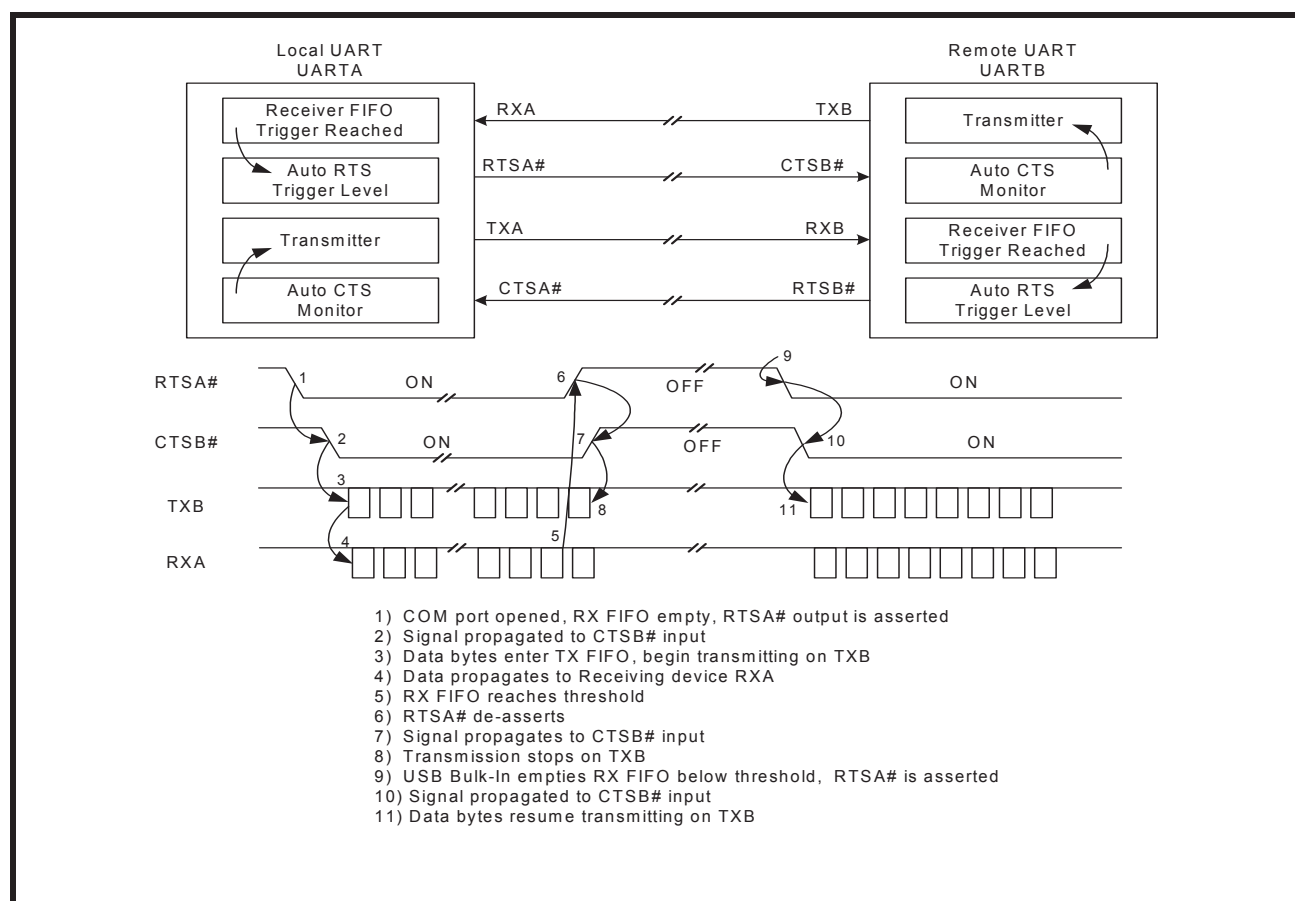 Local UART
UARTA
Remote UART
UARTB
Receiver FIFO
Trigger Reached
Auto RTS
Trigger Level
Transmitter
Auto CTS
Monitor
RXA
TXB
RTSA#
CTSB#
TXA
RXB
CTSA#
RTSB#
Transmitter
Auto CTS
Monitor
Receiver FIFO
Trigger Reached
Auto RTS
Trigger Level
RTSA#
1
ON
6
OFF
9
ON
CTSB#
2
ON
7
OFF
10
ON
TXB
3
8
11
RXA
4
5
1) COM port opened, RX FIFO empty, RTSA# output is asserted
2) Signal propagated to CTSB# input
3) Data bytes enter TX FIFO, begin transmitting on TXB
4) Data propagates to Receiving device RXA
5) RX FIFO reaches threshold
6) RTSA# de-asserts
7) Signal propagates to CTSB# input
8) Transmission stops on TXB
9) USB Bulk-In empties RX FIFO below threshold, RTSA# is asserted
10) Signal propagated to CTSB# input
11) Data bytes resume transmitting on TXB